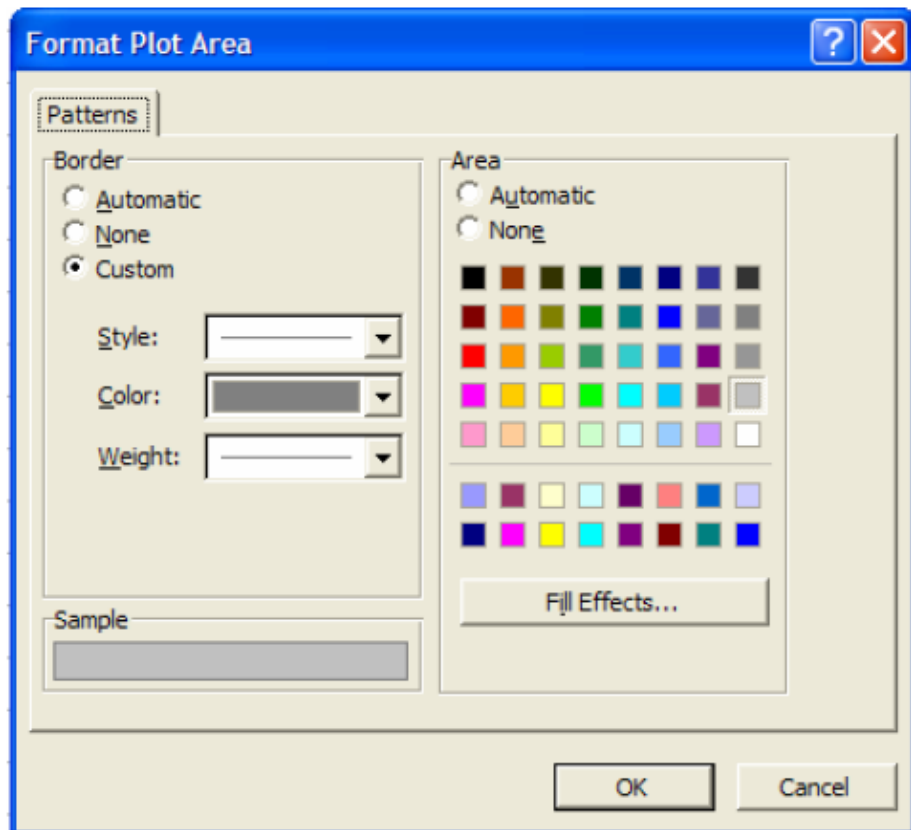 Format Plot Area
?
Patterns
Border
Automatic
None
Custom
Style:
Color:
Weight:
Sample
Area
Automatic
None
Fill Effects...
OK
Cancel